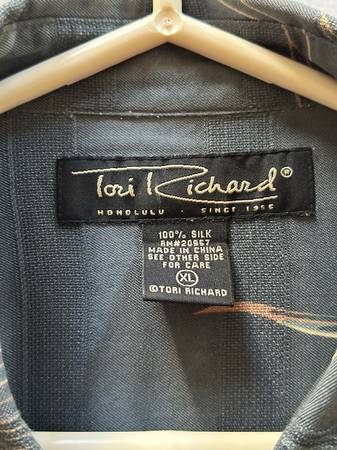 Tori Richard®
HONOLULU . SINCE 1956
100% SILK
RN#20967
MADE IN CHINA
SEE OTHER SIDE
FOR CARE
XL
©TORI RICHARD